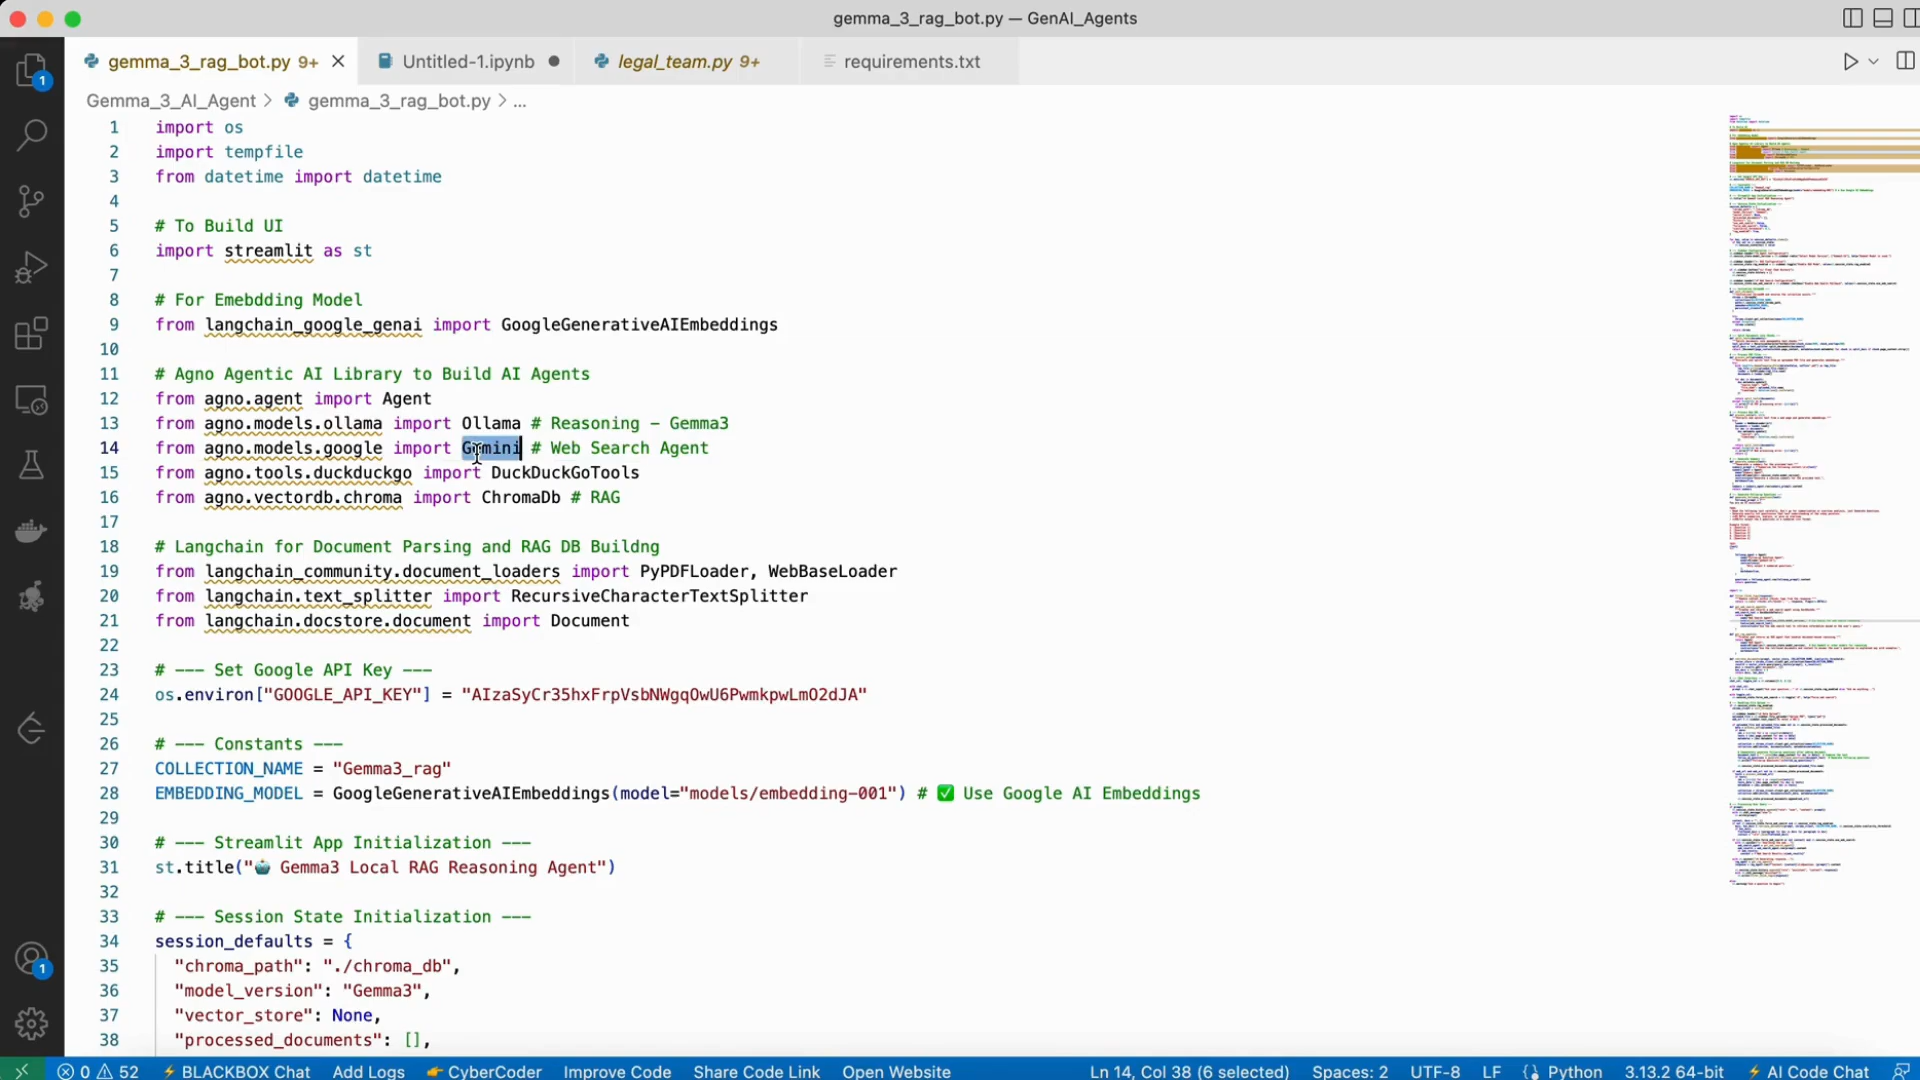 gemma_3_rag_bot.py — GenAI_Agents
gemma_3_rag_bot.py 9+
Untitled-1.ipynb
legal_team.py 9+
requirements.txt
Gemma_3_AI_Agent > gemma_3_rag_bot.py > ...
1 import os
2 import tempfile
3 from datetime import datetime
4
5 # To Build UI
6 import streamlit as st
7
8 # For Emebdding Model
9 from langchain_google_genai import GoogleGenerativeAIEmbeddings
10
11 # Agno Agentic AI Library to Build AI Agents
12 from agno.agent import Agent
13 from agno.models.ollama import Ollama # Reasoning – Gemma3
14 from agno.models.google import Gemini # Web Search Agent
15 from agno.tools.duckduckgo import DuckDuckGoTools
16 from agno.vectordb.chroma import ChromaDb # RAG
17
18 # Langchain for Document Parsing and RAG DB Buildng
19 from langchain_community.document_loaders import PyPDFLoader, WebBaseLoader
20 from langchain.text_splitter import RecursiveCharacterTextSplitter
21 from langchain.docstore.document import Document
22
23 # --- Set Google API Key ---
24 os.environ["GOOGLE_API_KEY"] = "AIzaSyCr35hxFrpVsbNWgqOwU6PwmkpwLmO2dJA"
25
26 # --- Constants ---
27 COLLECTION_NAME = "Gemma3_rag"
28 EMBEDDING_MODEL = GoogleGenerativeAIEmbeddings(model="models/embedding-001") # ✅ Use Google AI Embeddings
29
30 # --- Streamlit App Initialization ---
31 st.title("🤖 Gemma3 Local RAG Reasoning Agent")
32
33 # --- Session State Initialization ---
34 session_defaults = {
35 "chroma_path": "./chroma_db",
36 "model_version": "Gemma3",
37 "vector_store": None,
38 "processed_documents": [],
1
1
0 52 BLACKBOX Chat Add Logs 👉 CyberCoder Improve Code Share Code Link Open Website Ln 14, Col 38 (6 selected) Spaces: 2 UTF-8 LF {} Python 3.13.2 64-bit AI Code Chat